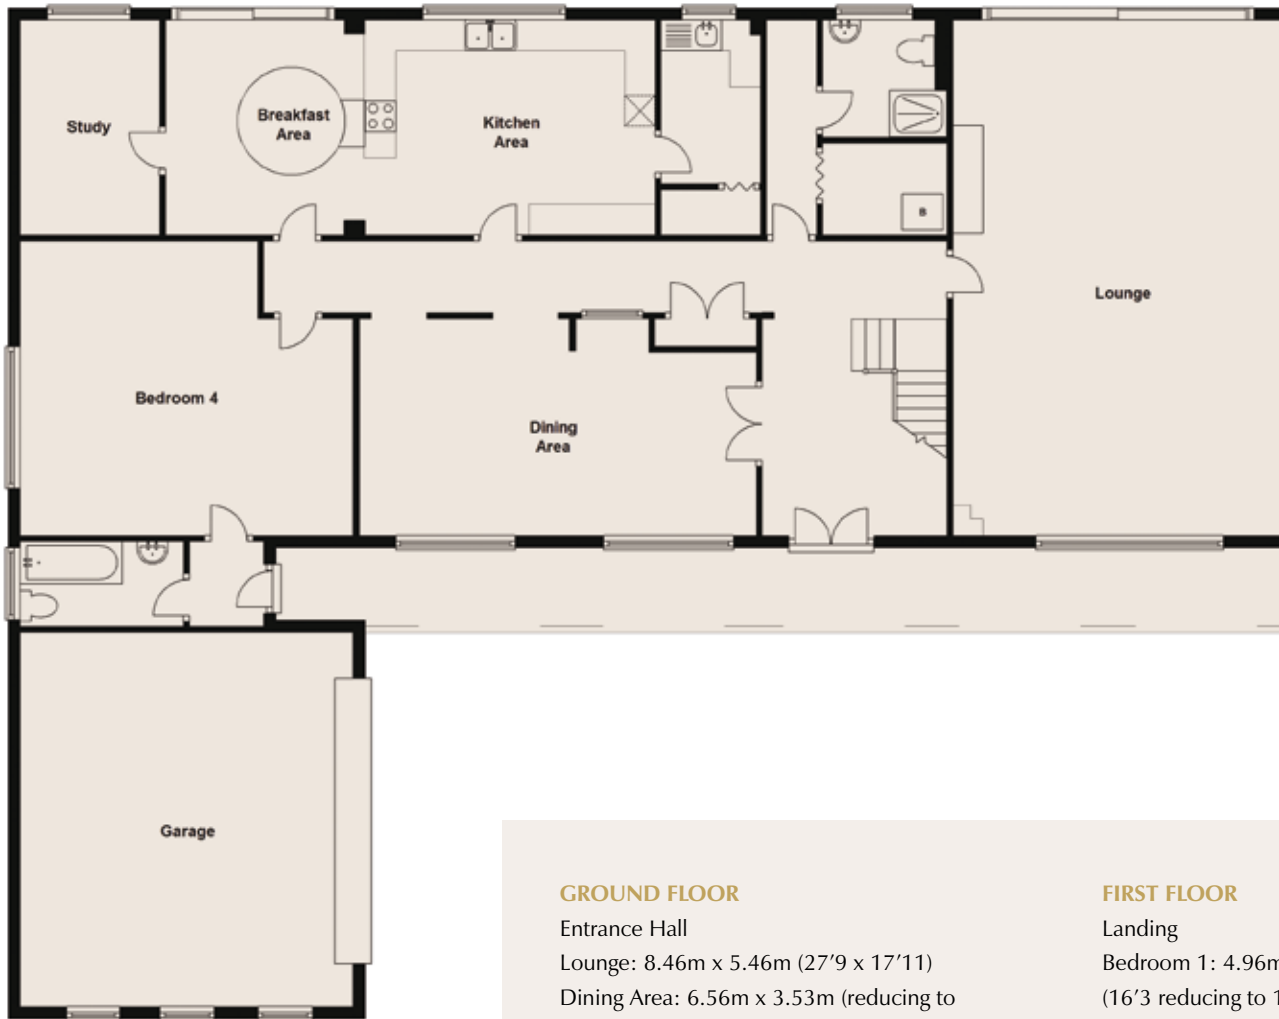 Study
Breakfast
Area
Kitchen
Area
B
Lounge
Bedroom 4
Dining
Area
Garage
GROUND FLOOR
Entrance Hall
Lounge: 8.46m x 5.46m (27'9 x 17'11)
Dining Area: 6.56m x 3.53m (reducing to
FIRST FLOOR
Landing
Bedroom 1: 4.96m
(16'3 reducing to 1